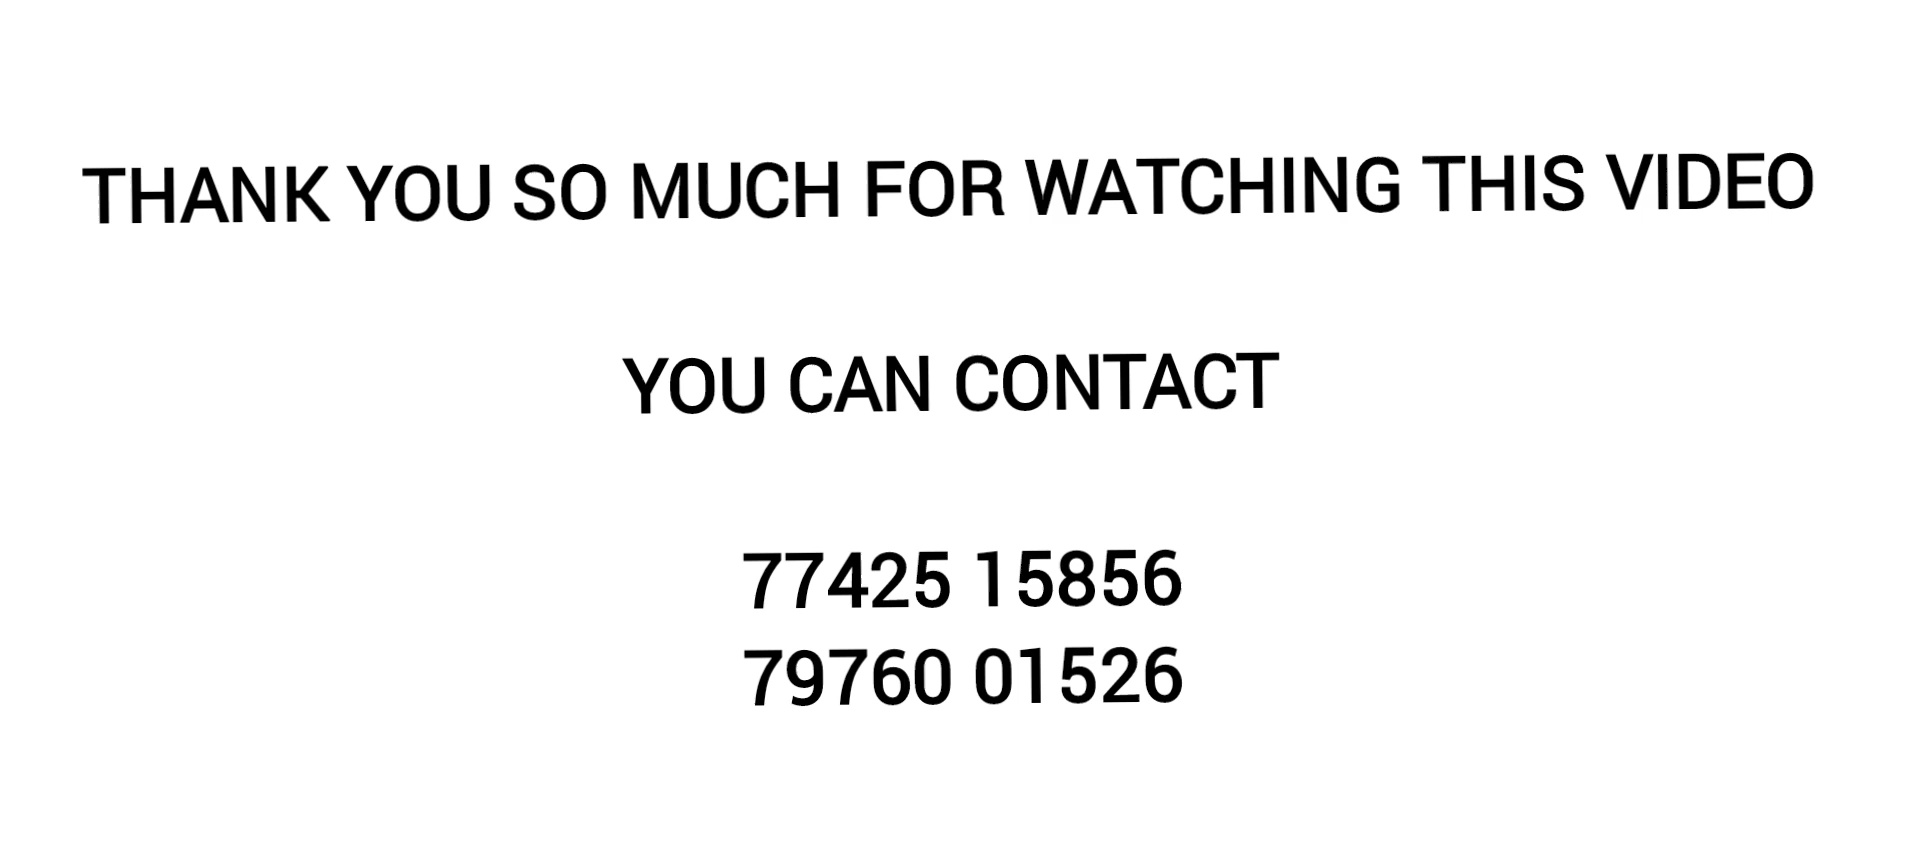 THANK YOU SO MUCH FOR WATCHING THIS VIDEO
YOU CAN CONTACT
77425 15856
79760 01526